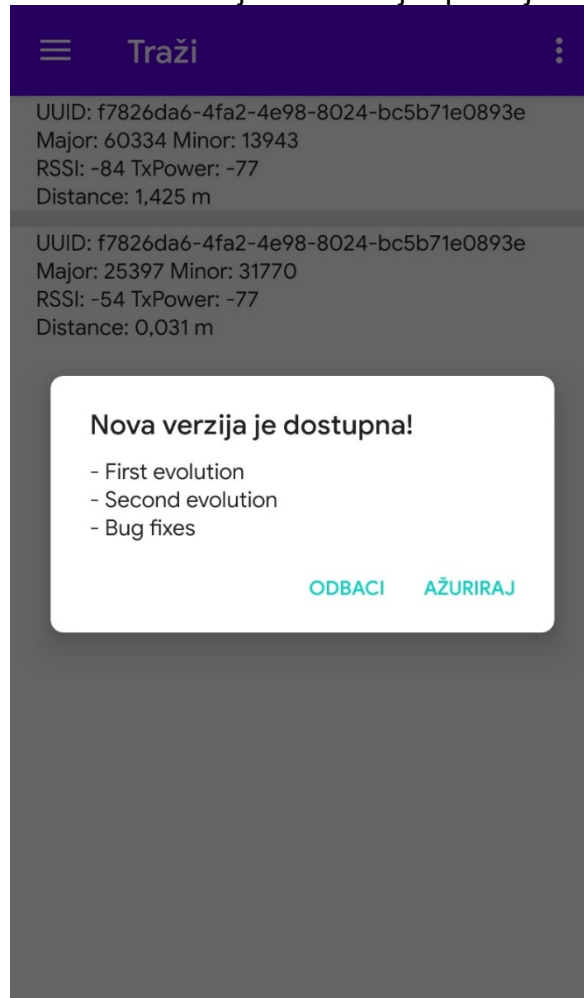 Traži
UUID: f7826da6-4fa2-4e98-8024-bc5b71e0893e
Major: 60334 Minor: 13943
RSSI: -84 TxPower: -77
Distance: 1,425 m
UUID: f7826da6-4fa2-4e98-8024-bc5b71e0893e
Major: 25397 Minor: 31770
RSSI: -54 TxPower: -77
Distance: 0,031 m
Nova verzija je dostupna!
- First evolution
- Second evolution
- Bug fixes
ODBACI AŽURIRAJ